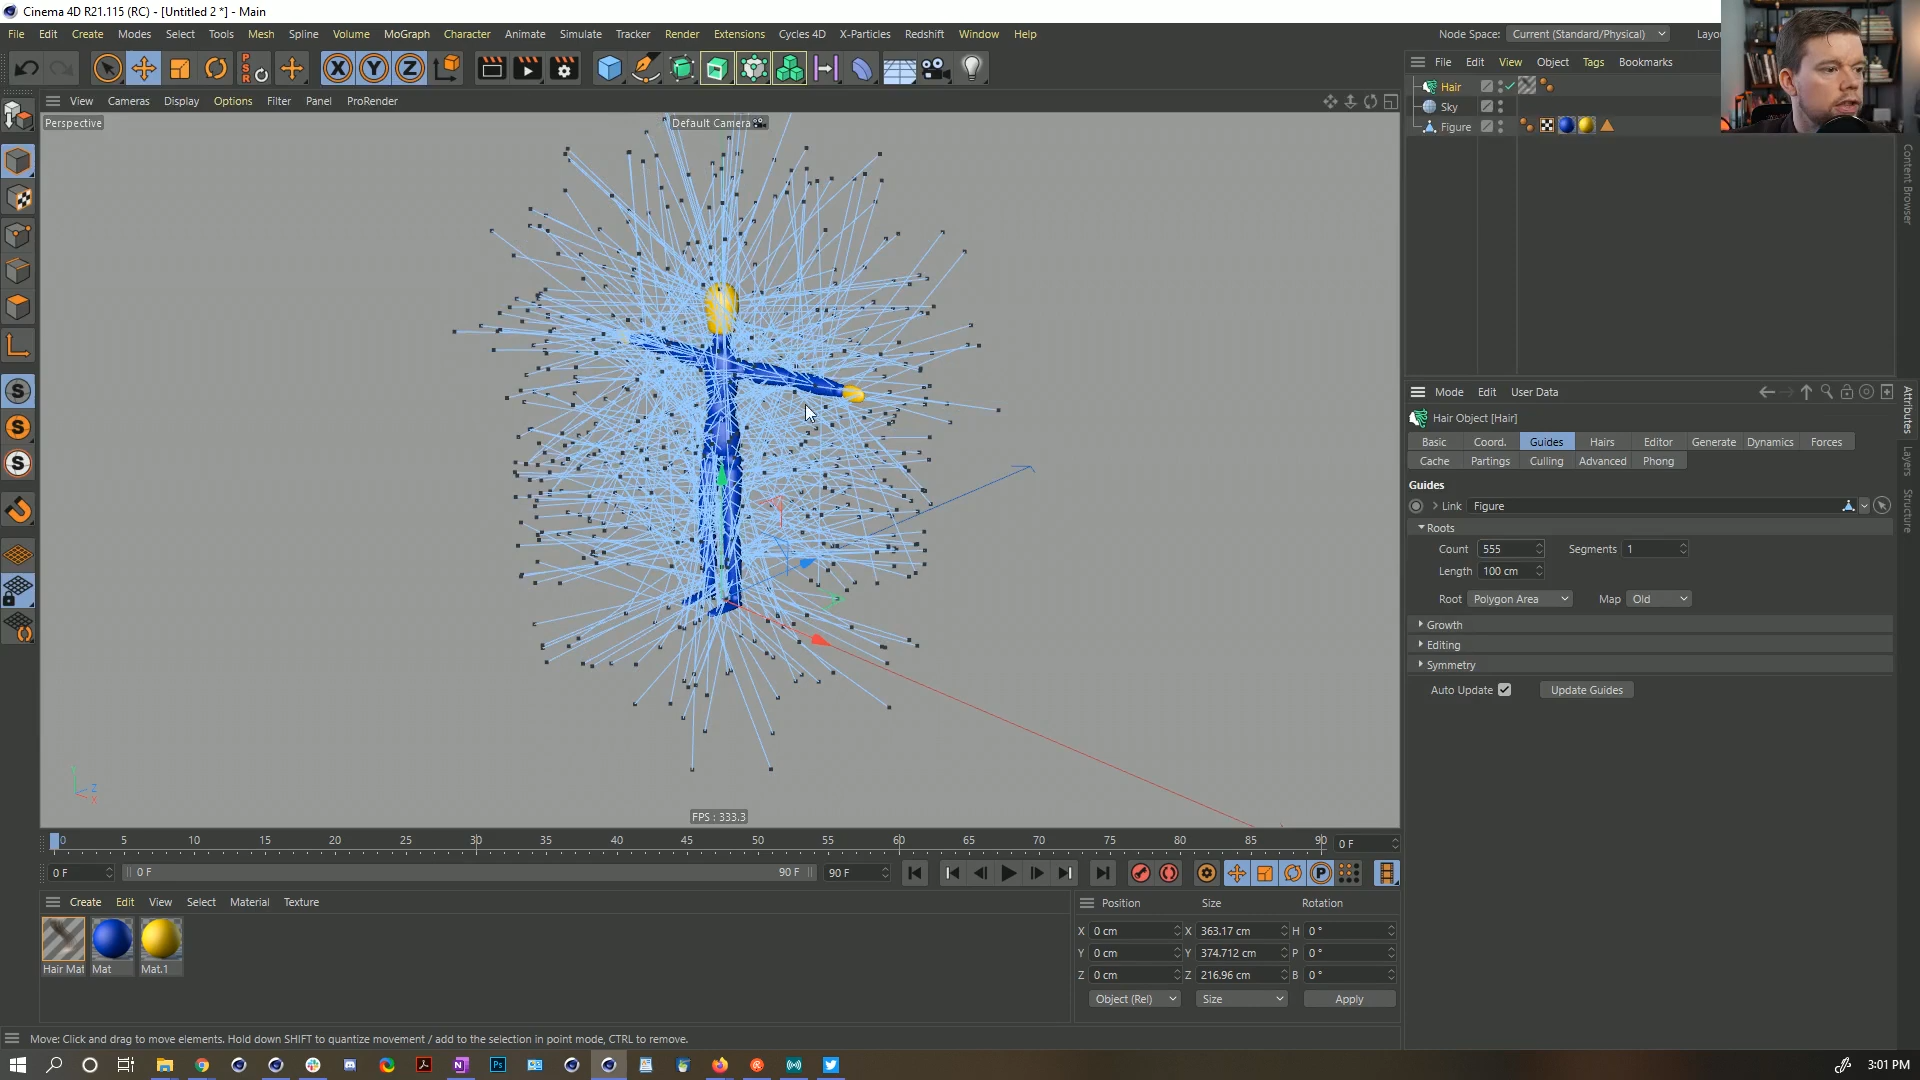 Cinema 4D R21.115 (RC) - [Untitled 2 *] - Main
File Edit Create Modes Select Tools Mesh Spline Volume MoGraph Character Animate Simulate Tracker Render Extensions Cycles 4D X-Particles Redshift Window Help
Node Space: Current (Standard/Physical) Layou
File Edit View Object Tags Bookmarks
Hair
Sky
Figure
View Cameras Display Options Filter Panel ProRender
Perspective
Default Camera
Content Browser
Mode Edit User Data
Hair Object [Hair]
Basic Coord. Guides Hairs Editor Generate Dynamics Forces
Cache Partings Culling Advanced Phong
Guides
Link Figure
Roots
Count 555 Segments 1
Length 100 cm
Root Polygon Area Map Old
Growth
Editing
Symmetry
Auto Update Update Guides
Attributes
Layers
Structure
X Y Z
PSR
S
S
S
Z
X
FPS : 333.3
0 5 10 15 20 25 30 35 40 45 50 55 60 65 70 75 80 85 90 0 F
0 F 0 F 90 F 90 F
P
Create Edit View Select Material Texture
Hair Mat Mat Mat.1
Position Size Rotation
X 0 cm X 363.17 cm H 0 °
Y 0 cm Y 374.712 cm P 0 °
Z 0 cm Z 216.96 cm B 0 °
Object (Rel) Size Apply
Move: Click and drag to move elements. Hold down SHIFT to quantize movement / add to the selection in point mode, CTRL to remove.
N
Ps
3:01 PM